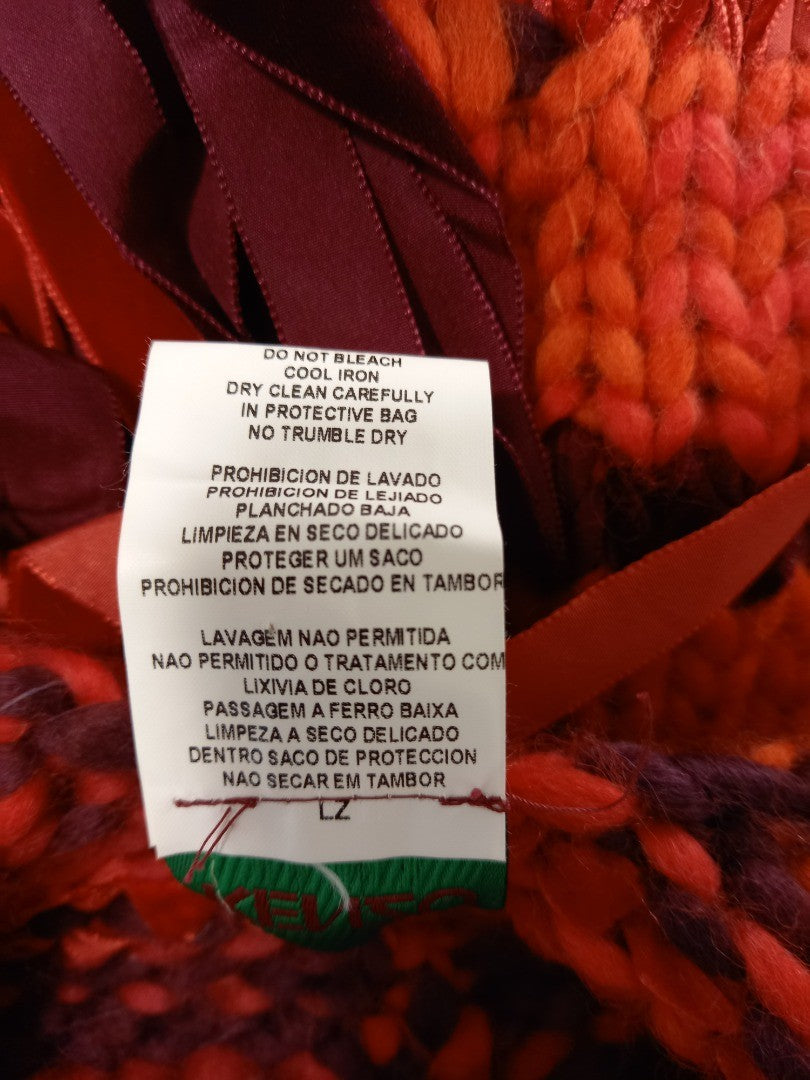 DO NOT BLEACH
COOL IRON
DRY CLEAN CAREFULLY
IN PROTECTIVE BAG
NO TRUMBLE DRY
PROHIBICION DE LAVADO
PROHIBICION DE LEJIADO
PLANCHADO BAJA
LIMPIEZA EN SECO DELICADO
PROTEGER UM SACO
PROHIBICION DE SECADO EN TAMBOR
LAVAGEM NAO PERMITIDA
NAO PERMITIDO O TRATAMENTO COM
LIXIVIA DE CLORO
PASSAGEM A FERRO BAIXA
LIMPEZA A SECO DELICADO
DENTRO SACO DE PROTECCION
NAO SECAR EM TAMBOR
LZ